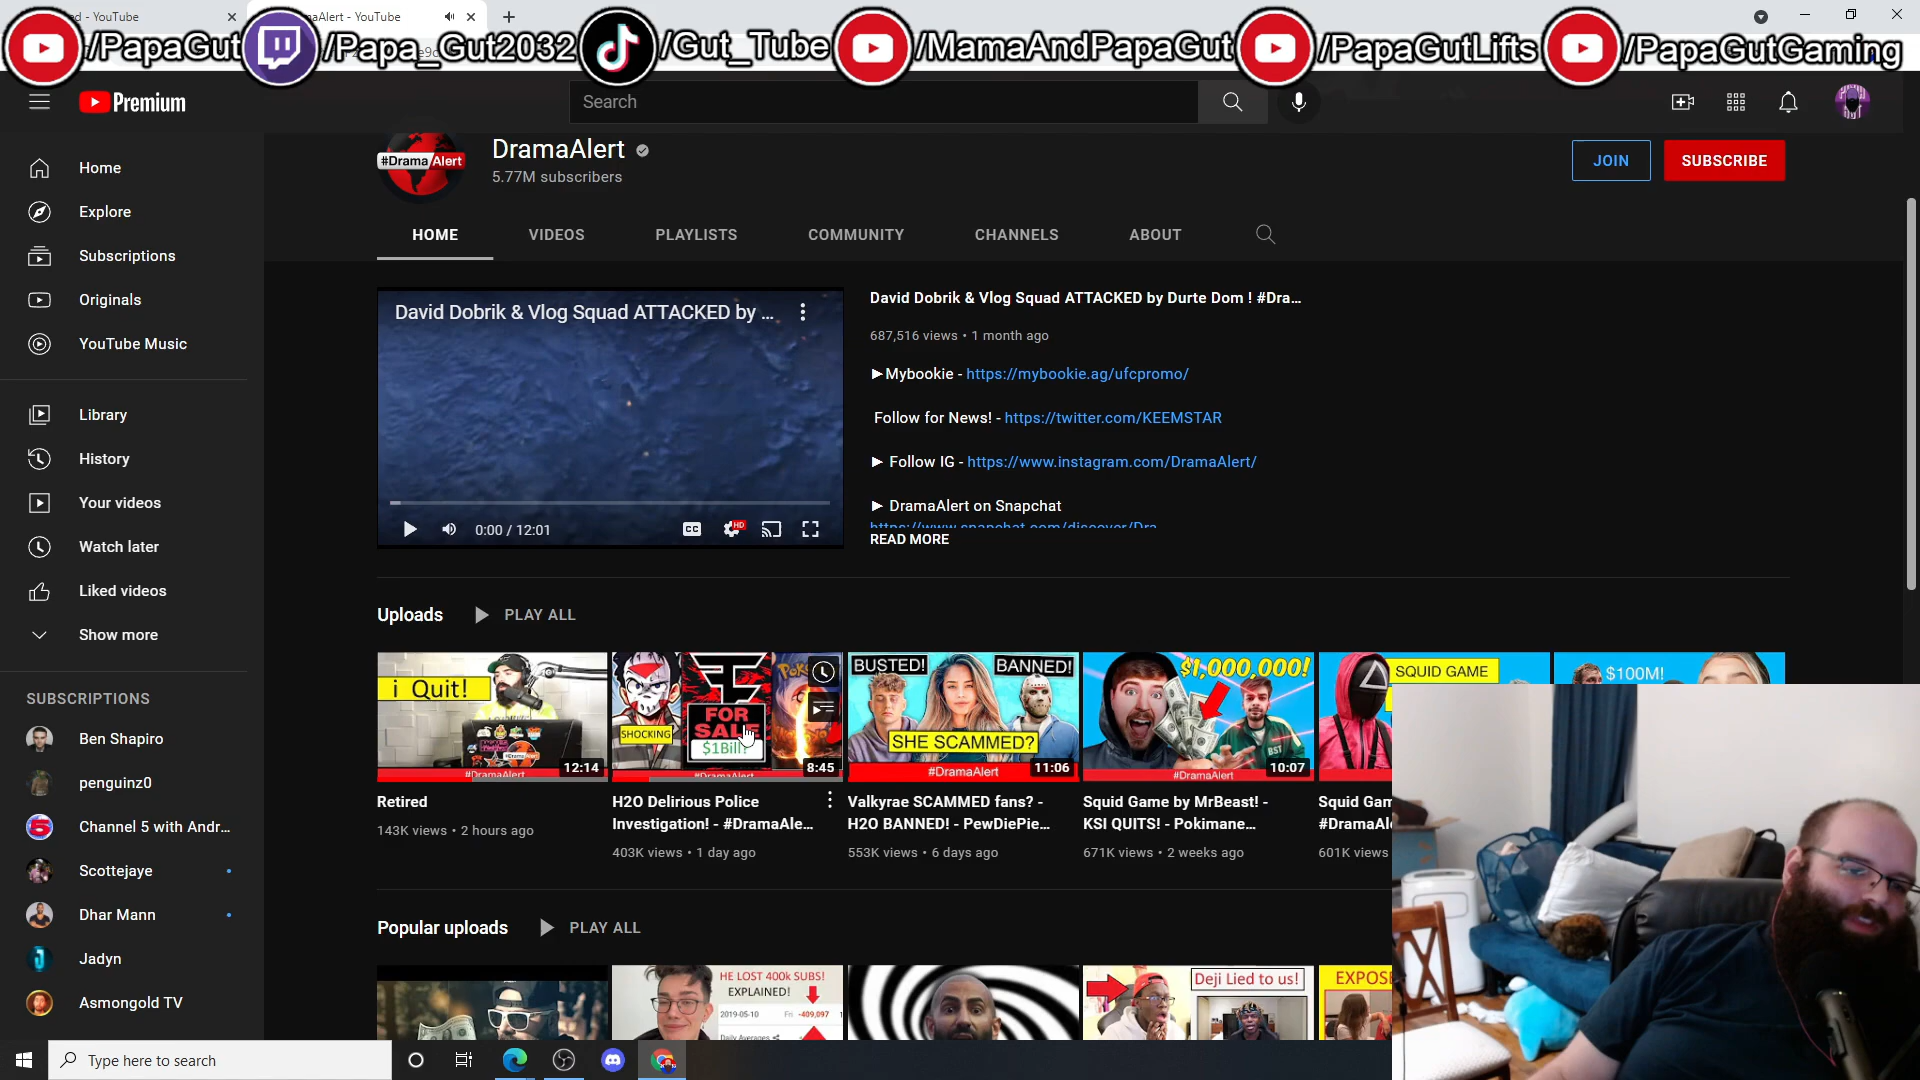 - YouTube
DramaAlert - YouTube
/PapaGut
/Papa_Gut2032
/Gut_Tube
/MamaAndPapaGut
/PapaGutLifts
/PapaGutGaming
Premium
Search
Home
Explore
Subscriptions
Originals
YouTube Music
Library
History
Your videos
Watch later
Liked videos
Show more
SUBSCRIPTIONS
Ben Shapiro
penguinz0
Channel 5 with Andr...
Scottejaye
Dhar Mann
Jadyn
Asmongold TV
#DramaAlert
DramaAlert
5.77M subscribers
JOIN
SUBSCRIBE
HOME
VIDEOS
PLAYLISTS
COMMUNITY
CHANNELS
ABOUT
David Dobrik & Vlog Squad ATTACKED by ...
0:00 / 12:01
CC
HD
David Dobrik & Vlog Squad ATTACKED by Durte Dom ! #Dra...
687,516 views • 1 month ago
►Mybookie - https://mybookie.ag/ufcpromo/
Follow for News! - https://twitter.com/KEEMSTAR
► Follow IG - https://www.instagram.com/DramaAlert/
► DramaAlert on Snapchat
https://www.snapchat.com/discover/Dra...
READ MORE
Uploads
PLAY ALL
i Quit!
#DramaAlert
12:14
Retired
143K views • 2 hours ago
SHOCKING
FOR
SALE
$1Bill?
#DramaAlert
8:45
H2O Delirious Police
Investigation! - #DramaAle...
403K views • 1 day ago
BUSTED!
BANNED!
SHE SCAMMED?
#DramaAlert
11:06
Valkyrae SCAMMED fans? -
H2O BANNED! - PewDiePie...
553K views • 6 days ago
$1,000,000!
BST
#DramaAlert
10:07
Squid Game by MrBeast! -
KSI QUITS! - Pokimane...
671K views • 2 weeks ago
SQUID GAME
Squid Gam
#DramaAl
601K views
$100M!
Popular uploads
PLAY ALL
HE LOST 400k SUBS!
EXPLAINED!
2019-05-10
Fri.
-409,097
Daily Averages
Deji Lied to us!
EXPOSE
Type here to search